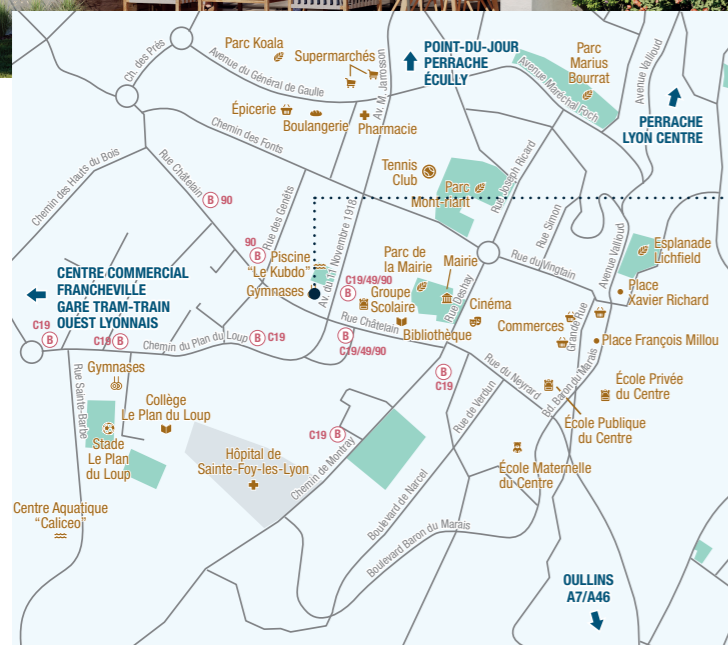 Parc Koala
Supermarchés
POINT-DU-JOUR
PERRACHE
ÉCULLY
Parc
Marius
Bourrat
Ch. des Prés
Avenue du Général de Gaulle
Av. M. Jarrosson
Avenue Maréchal Foch
Avenue Valloud
PERRACHE
LYON CENTRE
Épicerie
Boulangerie
Pharmacie
Chemin des Fonts
Chemin des Hauts du Bois
Rue Châtelain
B 90
Tennis
Club
Parc
Mont-riant
Rue Joseph Ricard
Rue des Genêts
90
B
Rue Simon
Rue du Vingtain
Avenue Valloud
Esplanade
Lichfield
Piscine
"Le Kubdo"
Gymnases
Av. du 11 Novembre 1918
C19/49/90
B
Groupe
Scolaire
Parc de
la Mairie
Mairie
Rue Deshay
Cinéma
Bibliothèque
Commerces
Grande Rue
Place
Xavier Richard
Place François Millou
CENTRE COMMERCIAL
FRANCHEVILLE
GARE TRAM-TRAIN
OUEST LYONNAIS
C19
B
C19 B
Chemin du Plan du Loup
B C19
Rue Châtelain
B
C19/49/90
B
C19
Rue du Neyrard
Bd. Baron du Marais
École Privée
du Centre
École Publique
du Centre
École Maternelle
du Centre
Rue de Verdun
Gymnases
Rue Sainte-Barbe
Collège
Le Plan du Loup
Stade
Le Plan
du Loup
Hôpital de
Sainte-Foy-les-Lyon
C19 B
Chemin de Montray
Boulevard de Narcel
Boulevard Baron du Marais
Centre Aquatique
"Caliceo"
OULLINS
A7/A46